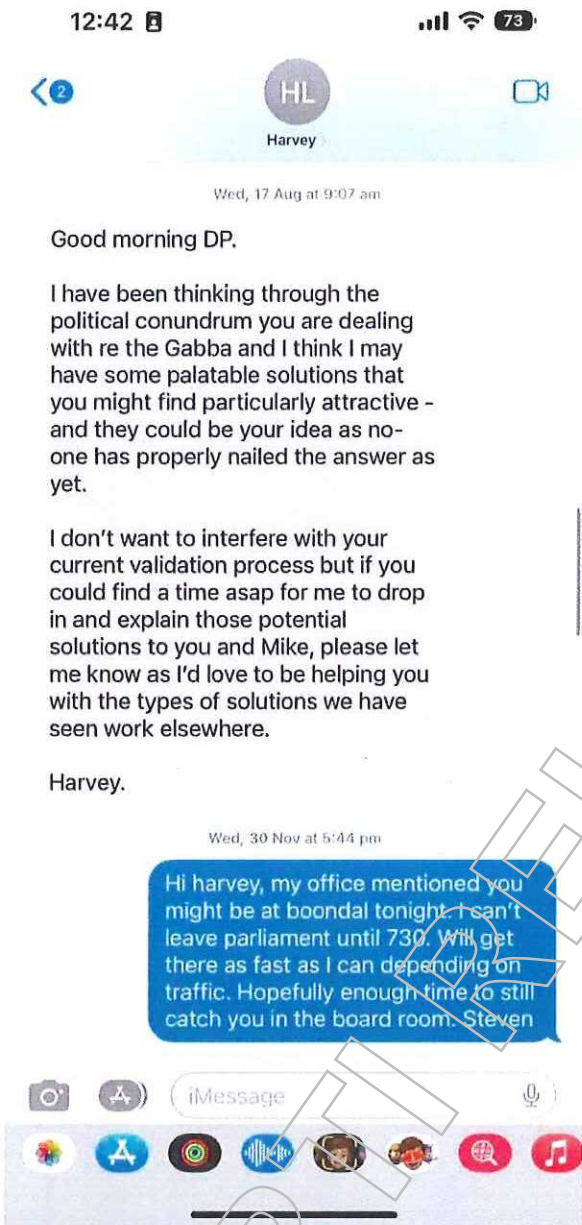 12:42
73
2
HL
Harvey
Wed, 17 Aug at 9:07 am
Good morning DP.
I have been thinking through the
political conundrum you are dealing
with re the Gabba and I think I may
have some palatable solutions that
you might find particularly attractive -
and they could be your idea as no-
one has properly nailed the answer as
yet.
I don't want to interfere with your
current validation process but if you
could find a time asap for me to drop
in and explain those potential
solutions to you and Mike, please let
me know as I'd love to be helping you
with the types of solutions we have
seen work elsewhere.
Harvey.
Wed, 30 Nov at 5:44 pm
Hi harvey, my office mentioned you
might be at boondal tonight. I can't
leave parliament until 730. Will get
there as fast as I can depending on
traffic. Hopefully enough time to still
catch you in the board room. Steven
iMessage